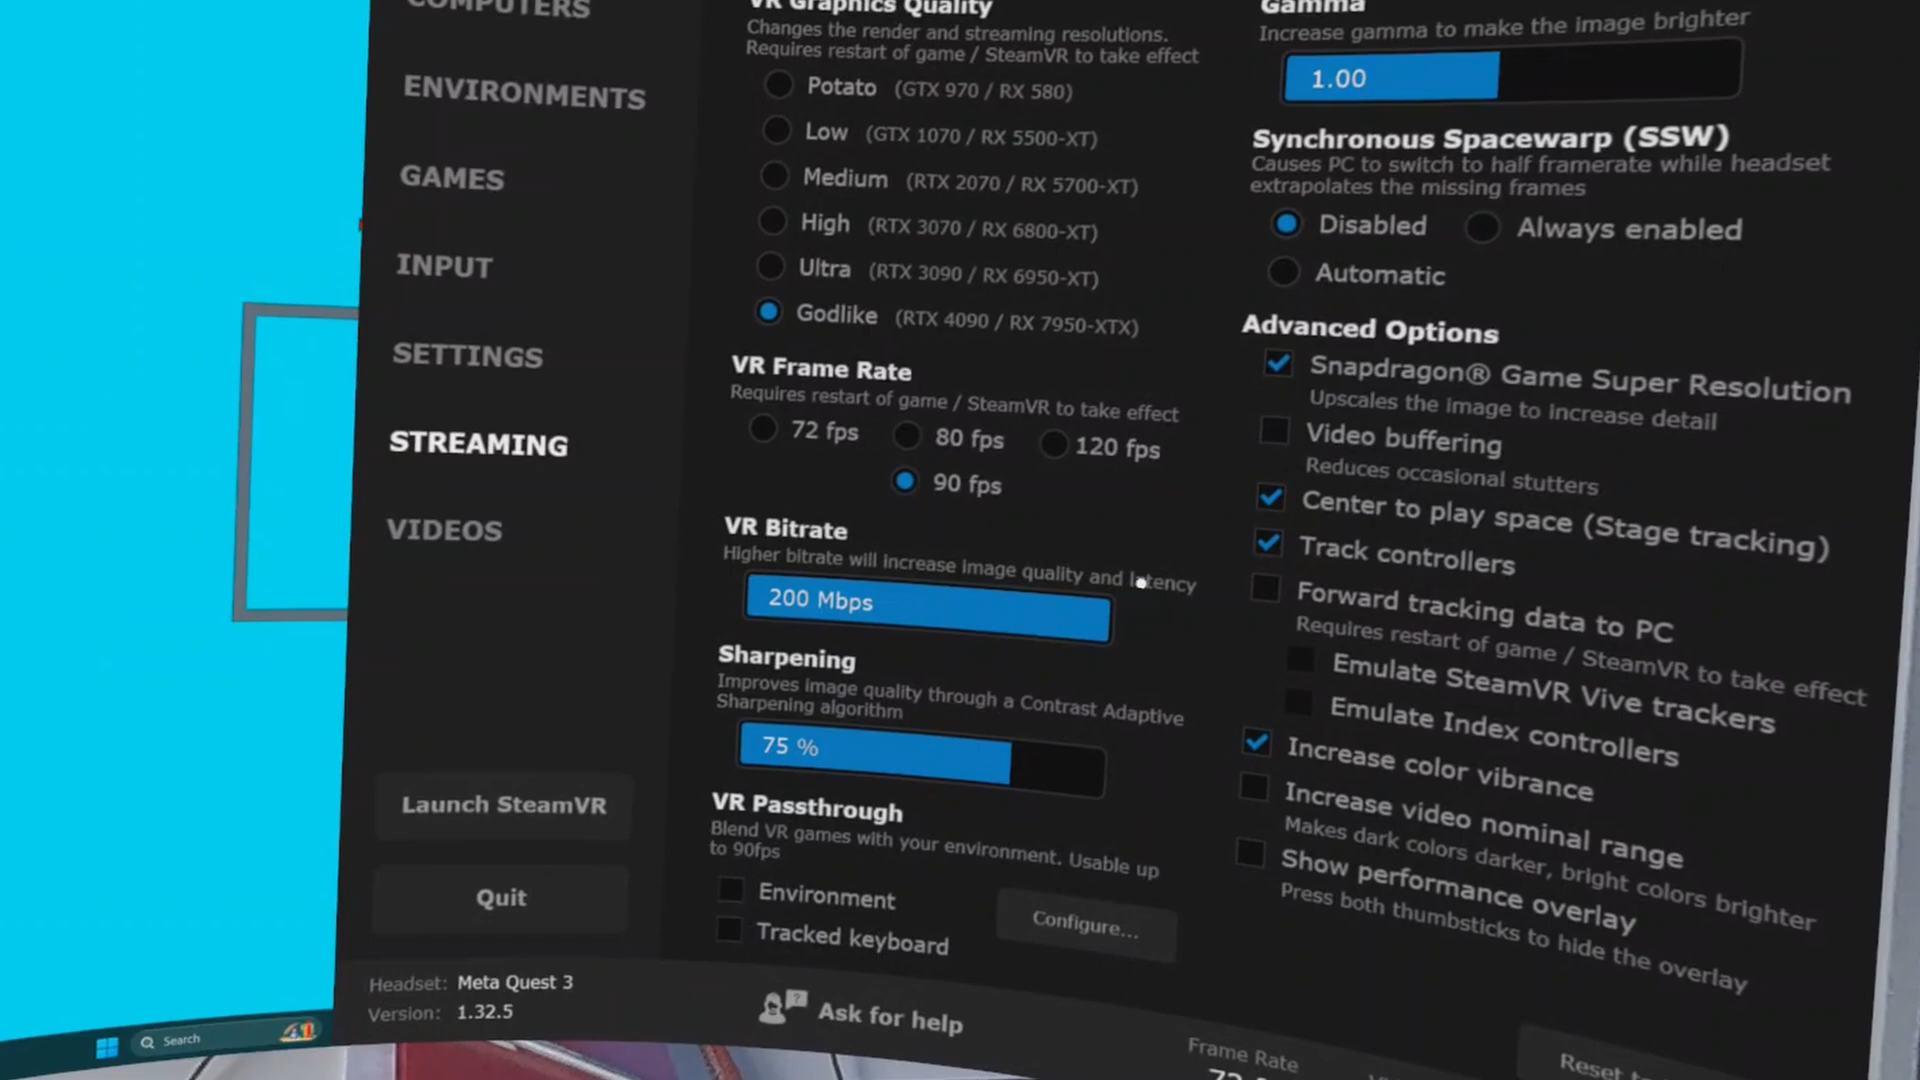 COMPUTERS
ENVIRONMENTS
GAMES
INPUT
SETTINGS
STREAMING
VIDEOS
Launch SteamVR
Quit
Headset: Meta Quest 3
Version: 1.32.5
VR Graphics Quality
Changes the render and streaming resolutions.
Requires restart of game / SteamVR to take effect
Potato (GTX 970 / RX 580)
Low (GTX 1070 / RX 5500-XT)
Medium (RTX 2070 / RX 5700-XT)
High (RTX 3070 / RX 6800-XT)
Ultra (RTX 3090 / RX 6950-XT)
Godlike (RTX 4090 / RX 7950-XTX)
VR Frame Rate
Requires restart of game / SteamVR to take effect
72 fps 80 fps 120 fps
90 fps
VR Bitrate
Higher bitrate will increase image quality and latency
200 Mbps
Sharpening
Improves image quality through a Contrast Adaptive
Sharpening algorithm
75 %
VR Passthrough
Blend VR games with your environment. Usable up
to 90fps
Environment
Tracked keyboard
Configure...
Ask for help
Gamma
Increase gamma to make the image brighter
1.00
Synchronous Spacewarp (SSW)
Causes PC to switch to half framerate while headset
extrapolates the missing frames
Disabled Always enabled
Automatic
Advanced Options
Snapdragon® Game Super Resolution
Upscales the image to increase detail
Video buffering
Reduces occasional stutters
Center to play space (Stage tracking)
Track controllers
Forward tracking data to PC
Requires restart of game / SteamVR to take effect
Emulate SteamVR Vive trackers
Emulate Index controllers
Increase color vibrance
Increase video nominal range
Makes dark colors darker, bright colors brighter
Show performance overlay
Press both thumbsticks to hide the overlay
Frame Rate
Reset
Search